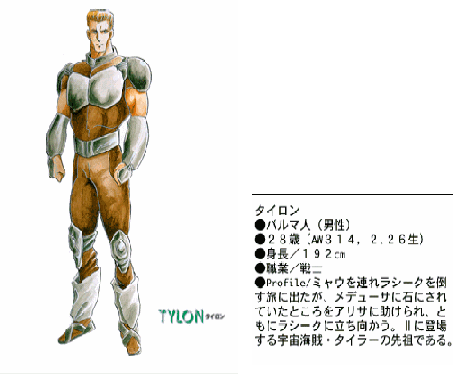 TYLON タイロン
タイロン
●パルマ人（男性）
●28歳（AW314，2.26生）
●身長／192cm
●職業／戦士
●Profile/ミャウを連れラシークを倒
す旅に出たが、メデューサに石にされ
ていたところをアリサに助けられ、と
もにラシークに立ち向かう。Ⅱに登場
する宇宙海賊・タイラーの先祖である。